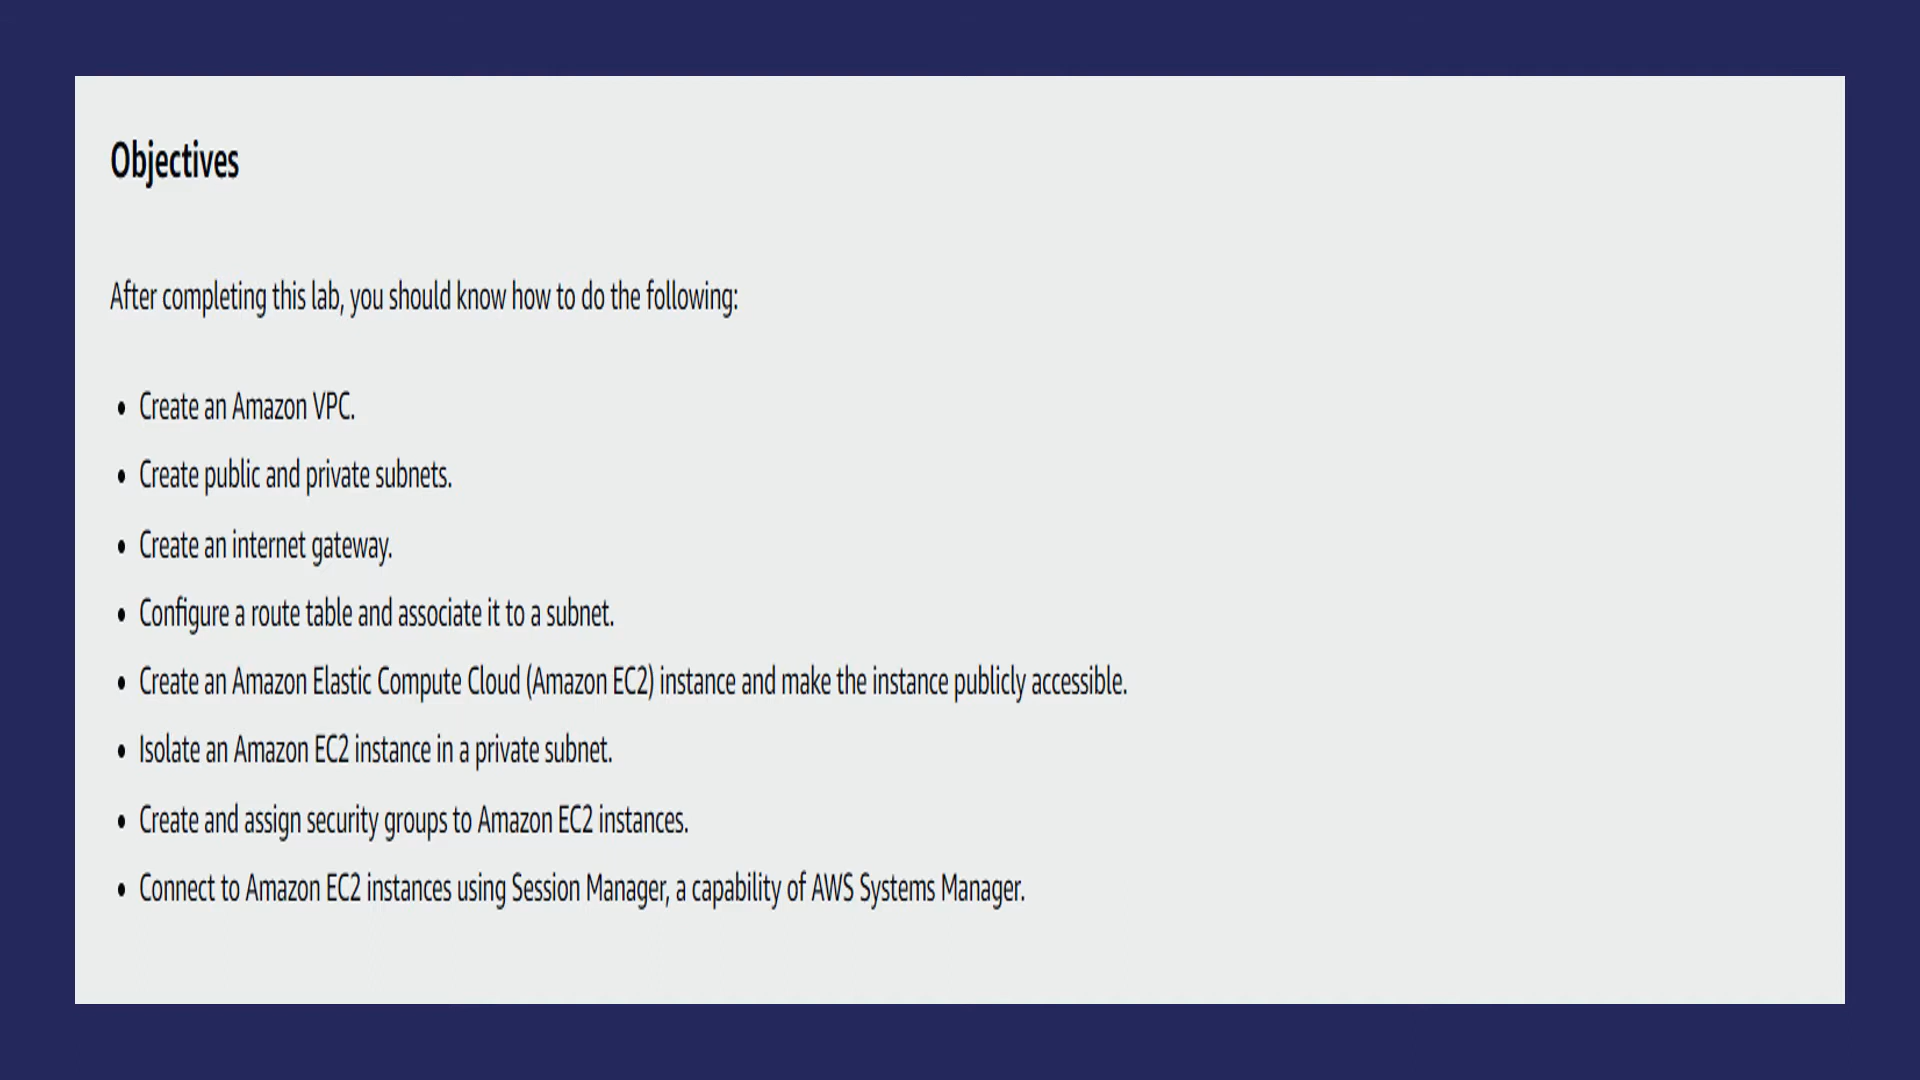 Objectives
After completing this lab, you should know how to do the following:
• Create an Amazon VPC.
• Create public and private subnets.
• Create an internet gateway.
• Configure a route table and associate it to a subnet.
• Create an Amazon Elastic Compute Cloud (Amazon EC2) instance and make the instance publicly accessible.
• Isolate an Amazon EC2 instance in a private subnet.
• Create and assign security groups to Amazon EC2 instances.
• Connect to Amazon EC2 instances using Session Manager, a capability of AWS Systems Manager.